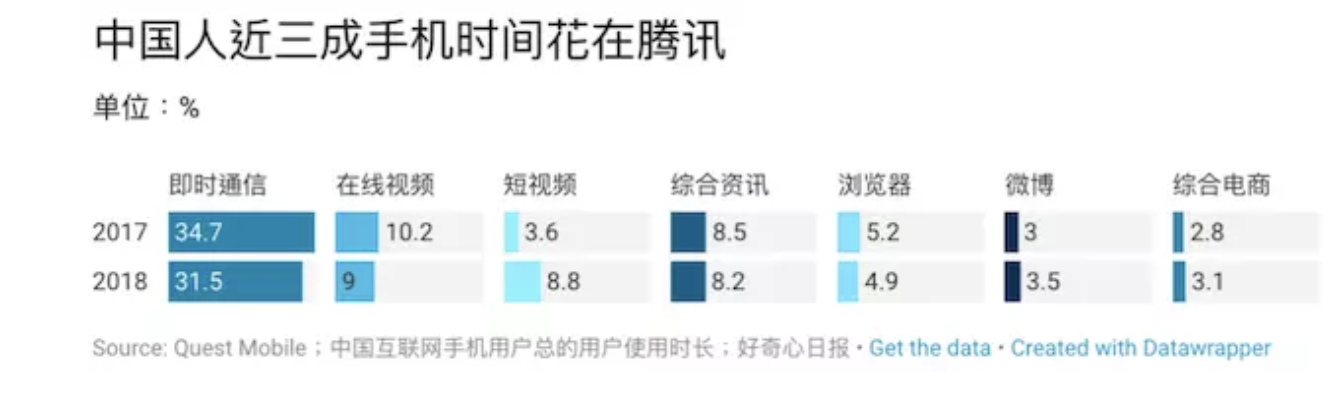 中国人近三成手机时间花在腾讯
单位：%
即时通信 在线视频 短视频 综合资讯 浏览器 微博 综合电商
2017 34.7 10.2 3.6 8.5 5.2 3 2.8
2018 31.5 9 8.8 8.2 4.9 3.5 3.1
Source: Quest Mobile；中国互联网手机用户总的用户使用时长；好奇心日报 • Get the data • Created with Datawrapper